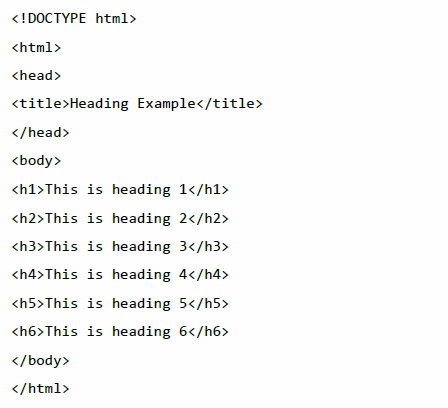 <!DOCTYPE html>
<html>
<head>
<title>Heading Example</title>
</head>
<body>
<h1>This is heading 1</h1>
<h2>This is heading 2</h2>
<h3>This is heading 3</h3>
<h4>This is heading 4</h4>
<h5>This is heading 5</h5>
<h6>This is heading 6</h6>
</body>
</html>